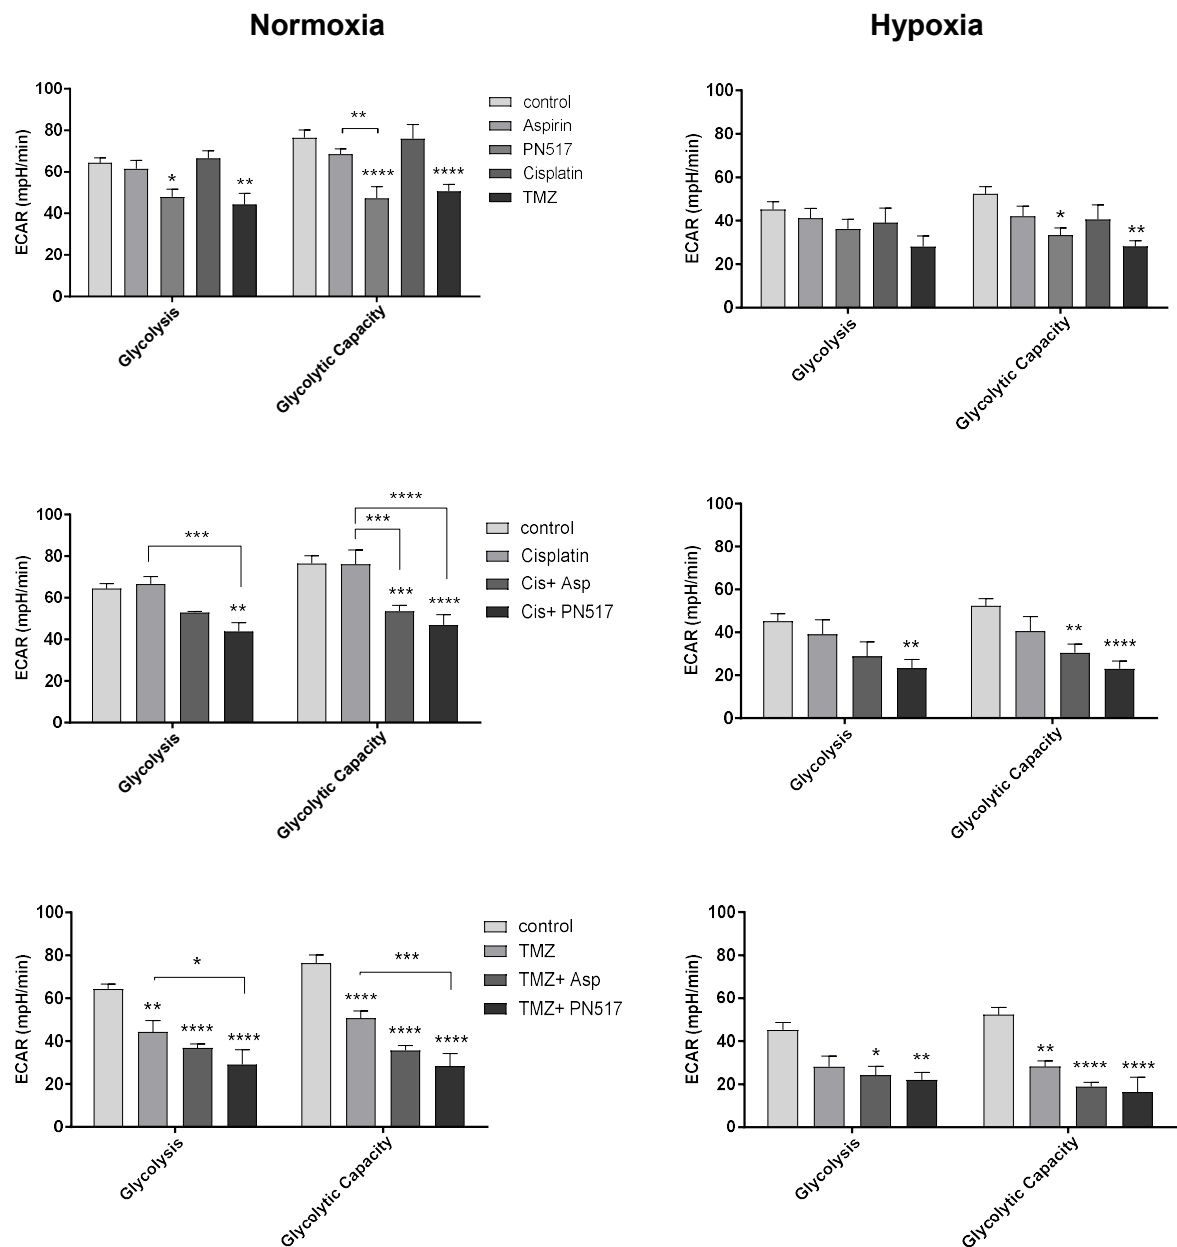 Normoxia
Hypoxia
100
80
60
40
20
0
ECAR (mpH/min)
*
**
**
****
****
Glycolysis
Glycolytic Capacity
control
Aspirin
PN517
Cisplatin
TMZ
100
80
60
40
20
0
ECAR (mpH/min)
*
**
Glycolysis
Glycolytic Capacity
100
80
60
40
20
0
ECAR (mpH/min)
***
**
****
***
***
****
Glycolysis
Glycolytic Capacity
control
Cisplatin
Cis+ Asp
Cis+ PN517
100
80
60
40
20
0
ECAR (mpH/min)
**
**
****
Glycolysis
Glycolytic Capacity
100
80
60
40
20
0
ECAR (mpH/min)
*
**
****
****
***
****
****
****
Glycolysis
Glycolytic Capacity
control
TMZ
TMZ+ Asp
TMZ+ PN517
100
80
60
40
20
0
ECAR (mpH/min)
*
**
**
****
****
Glycolysis
Glycolytic Capacity